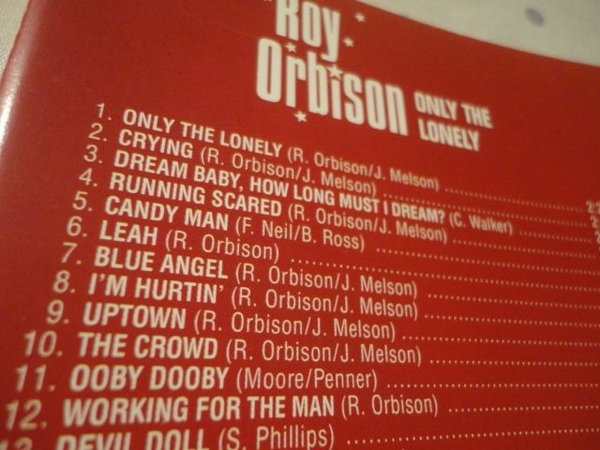 Roy
Orbison ONLY THE
LONELY
1. ONLY THE LONELY (R. Orbison/J. Melson)
2. CRYING (R. Orbison/J. Melson)
3. DREAM BABY, HOW LONG MUST I DREAM? (C. Walker)
4. RUNNING SCARED (R. Orbison/J. Melson)
5. CANDY MAN (F. Neil/B. Ross)
6. LEAH (R. Orbison)
7. BLUE ANGEL (R. Orbison/J. Melson)
8. I'M HURTIN' (R. Orbison/J. Melson)
9. UPTOWN (R. Orbison/J. Melson)
10. THE CROWD (R. Orbison/J. Melson)
11. OOBY DOOBY (Moore/Penner)
12. WORKING FOR THE MAN (R. Orbison)
13. DEVIL DOLL (S. Phillips)